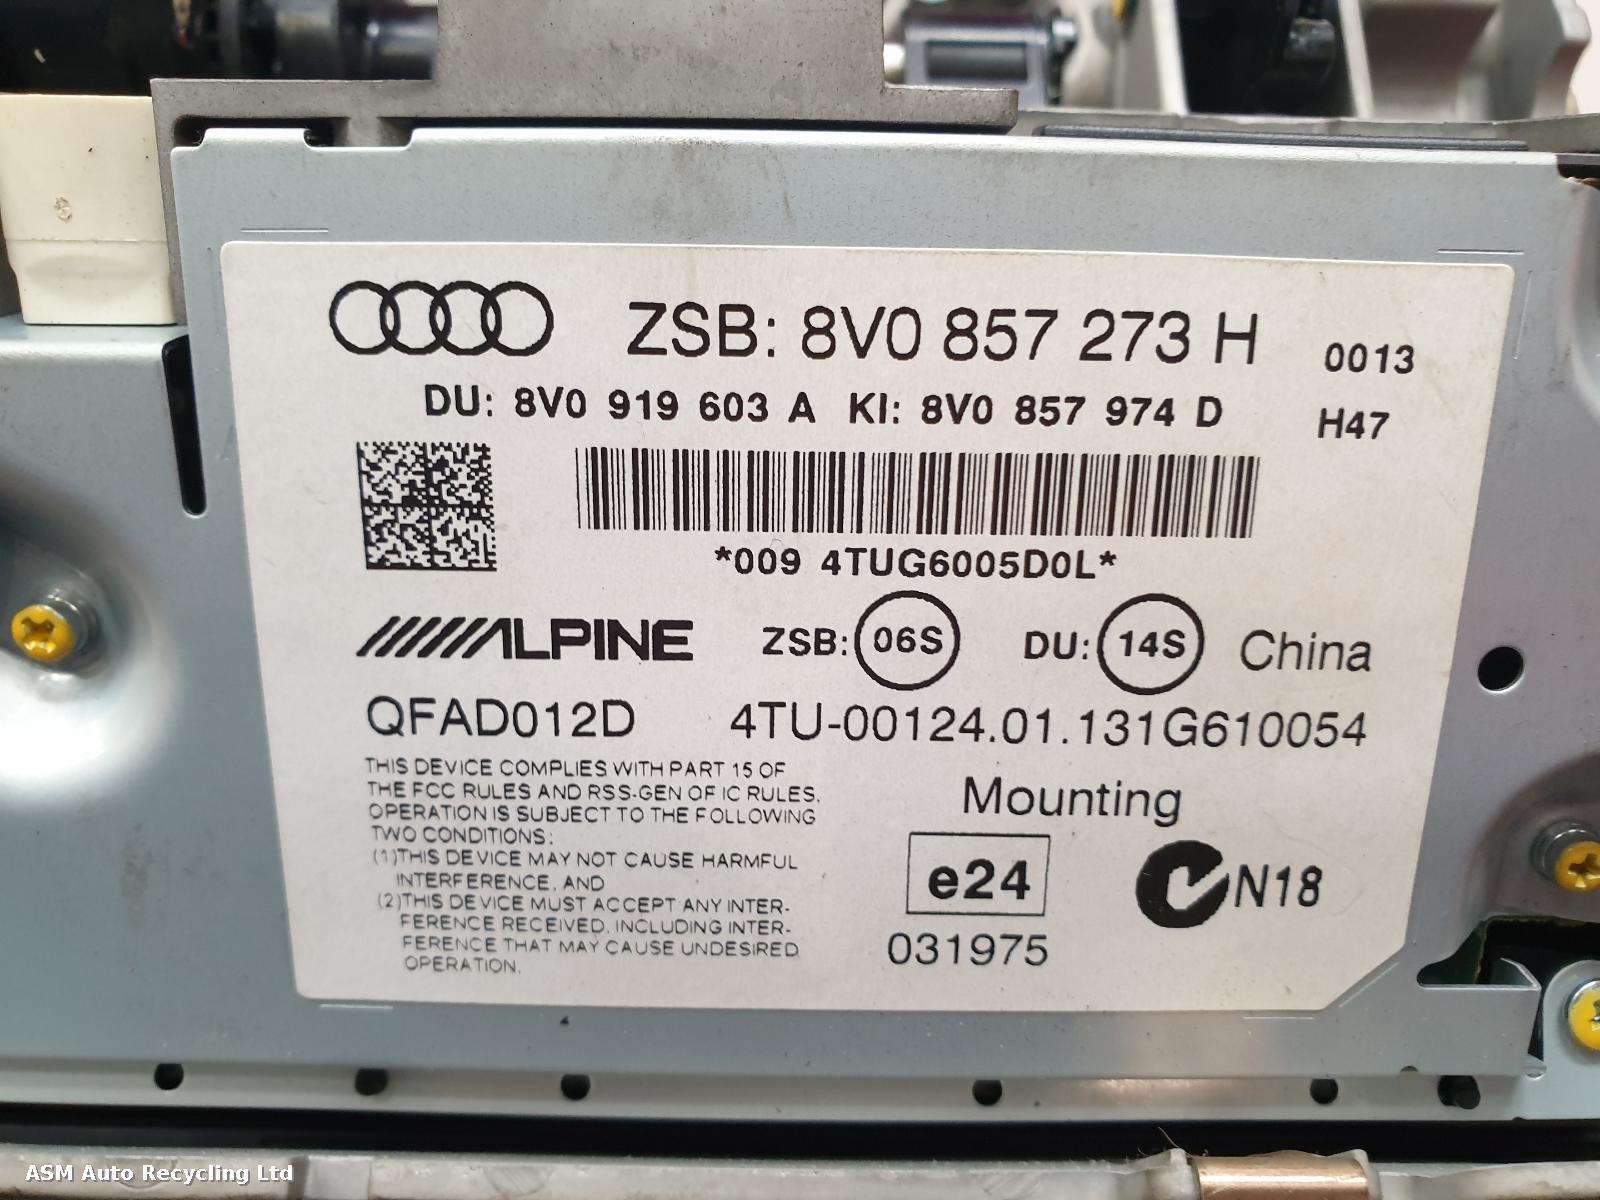 ZSB: 8V0 857 273 H 0013
DU: 8V0 919 603 A KI: 8V0 857 974 D H47
*009 4TUG6005D0L*
ALPINE ZSB: 06S DU: 14S China
QFAD012D 4TU-00124.01.131G610054
THIS DEVICE COMPLIES WITH PART 15 OF
THE FCC RULES AND RSS-GEN OF IC RULES.
OPERATION IS SUBJECT TO THE FOLLOWING
TWO CONDITIONS:
(1)THIS DEVICE MAY NOT CAUSE HARMFUL
INTERFERENCE, AND
(2)THIS DEVICE MUST ACCEPT ANY INTER-
FERENCE RECEIVED, INCLUDING INTER-
FERENCE THAT MAY CAUSE UNDESIRED
OPERATION.
Mounting
e24
031975
N18
ASM Auto Recycling Ltd